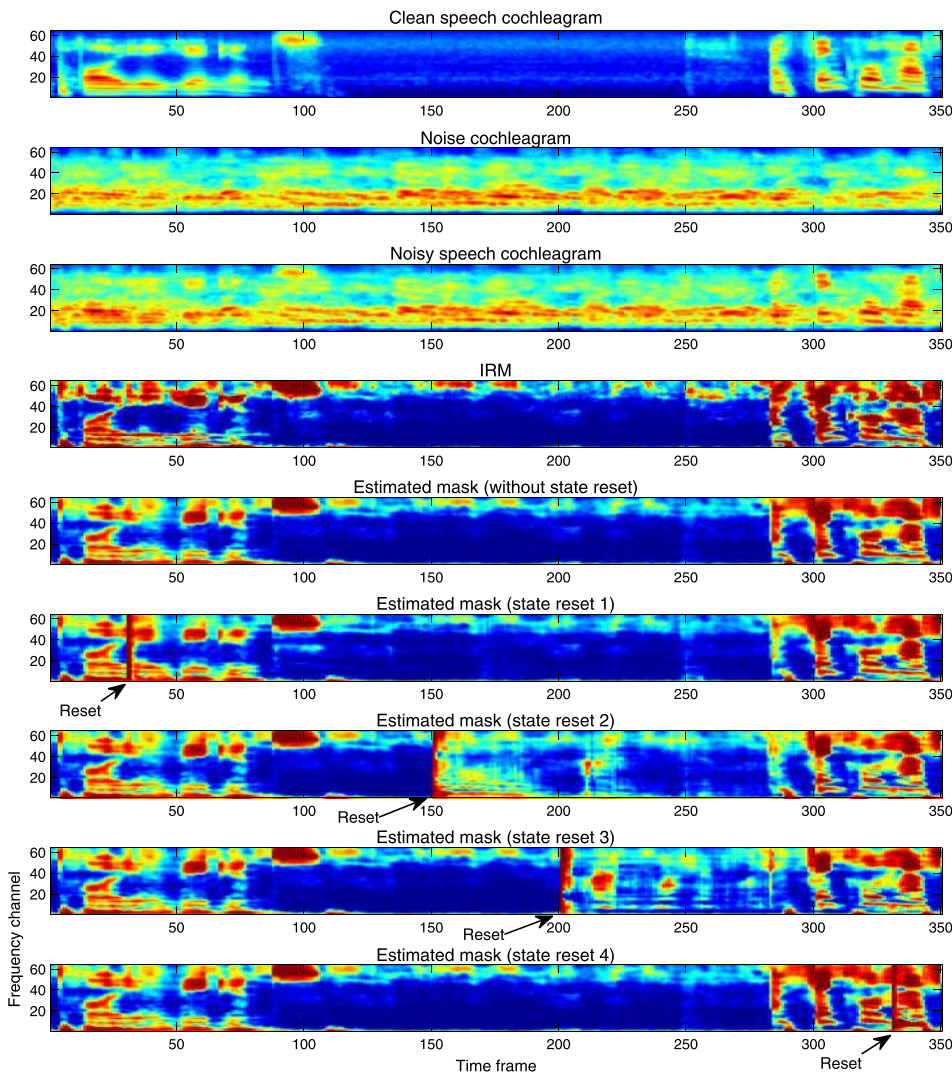 Clean speech cochleagram
60
40
20
50 100 150 200 250 300 350
Noise cochleagram
60
40
20
50 100 150 200 250 300 350
Noisy speech cochleagram
60
40
20
50 100 150 200 250 300 350
IRM
60
40
20
50 100 150 200 250 300 350
Estimated mask (without state reset)
60
40
20
50 100 150 200 250 300 350
Estimated mask (state reset 1)
60
40
20
50 100 150 200 250 300 350
Reset
Estimated mask (state reset 2)
60
40
20
50 100 150 200 250 300 350
Reset
Estimated mask (state reset 3)
60
40
20
50 100 150 200 250 300 350
Reset
Estimated mask (state reset 4)
60
40
20
50 100 150 200 250 300 350
Reset
Frequency channel
Time frame